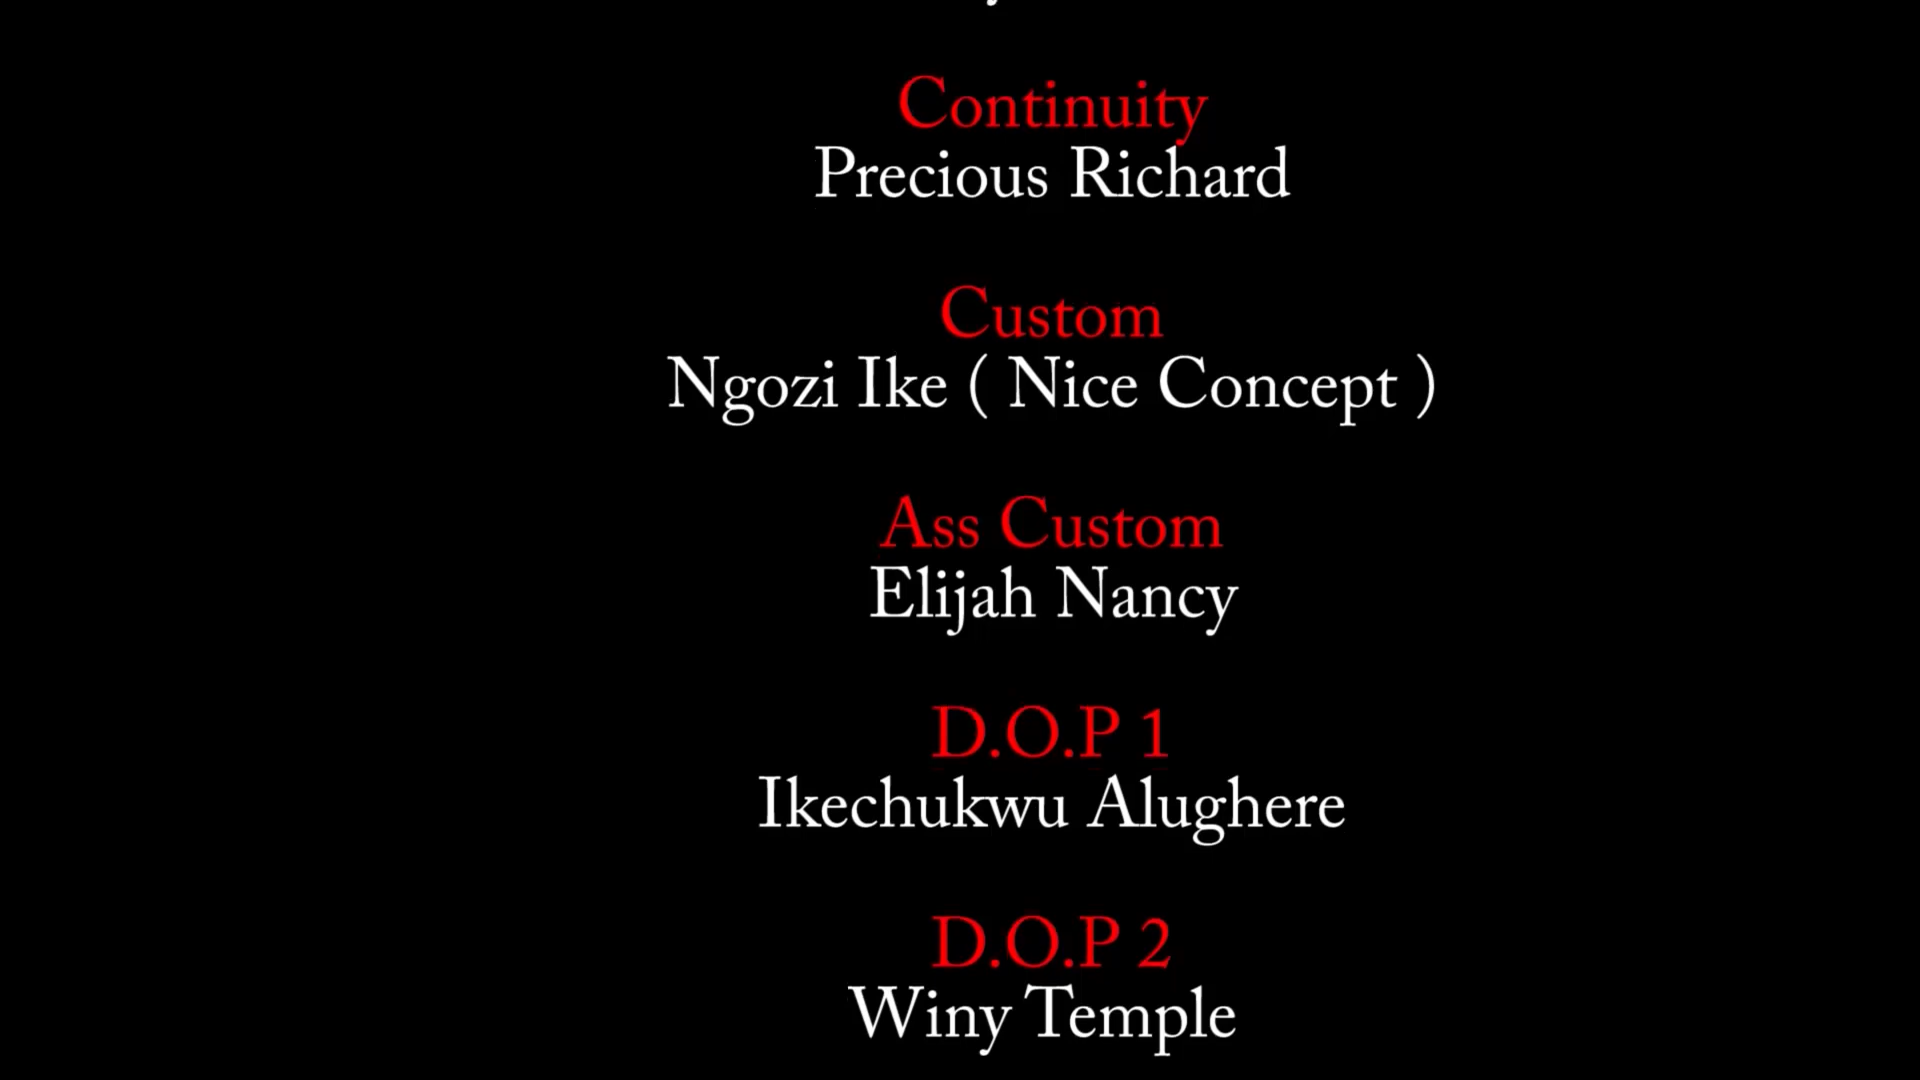 Continuity
Precious Richard
Custom
Ngozi Ike ( Nice Concept )
Ass Custom
Elijah Nancy
D.O.P 1
Ikechukwu Alughere
D.O.P 2
Winy Temple